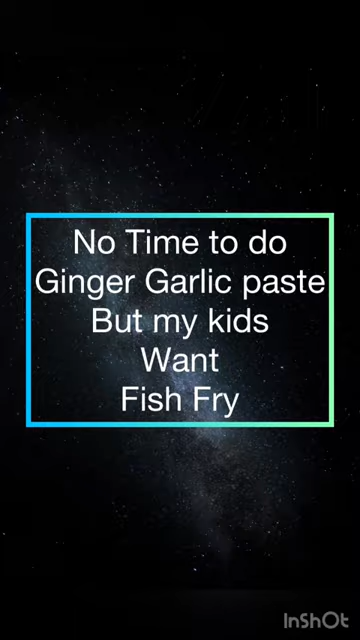 No Time to do
Ginger Garlic paste
But my kids
Want
Fish Fry
InShOt